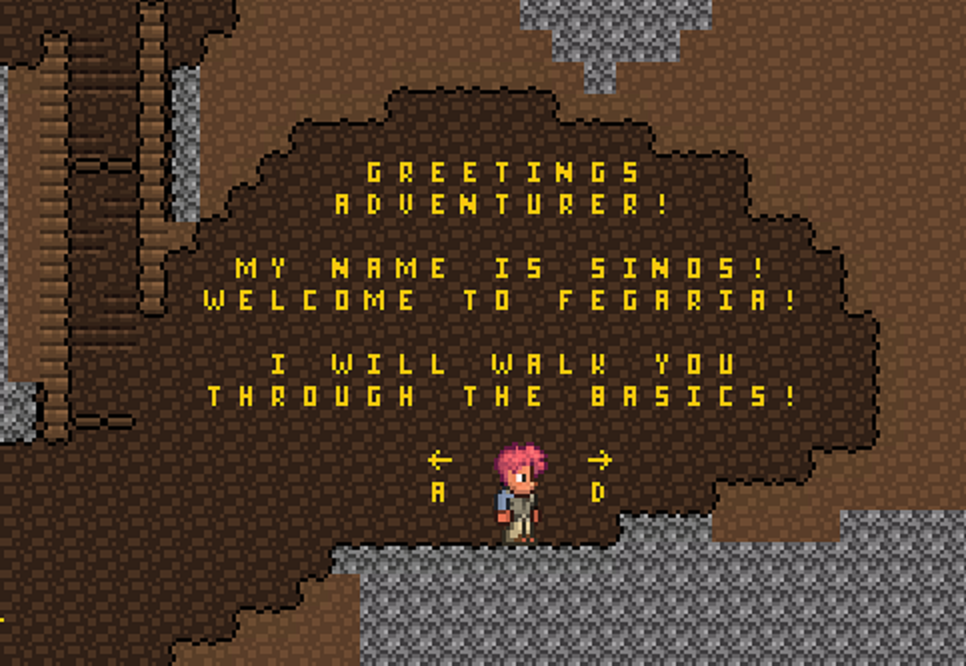 GREETINGS
ADVENTURER!
MY NAME IS SINOS!
WELCOME TO FEGARIA!
I WILL WALK YOU
THROUGH THE BASICS!
← →
A D